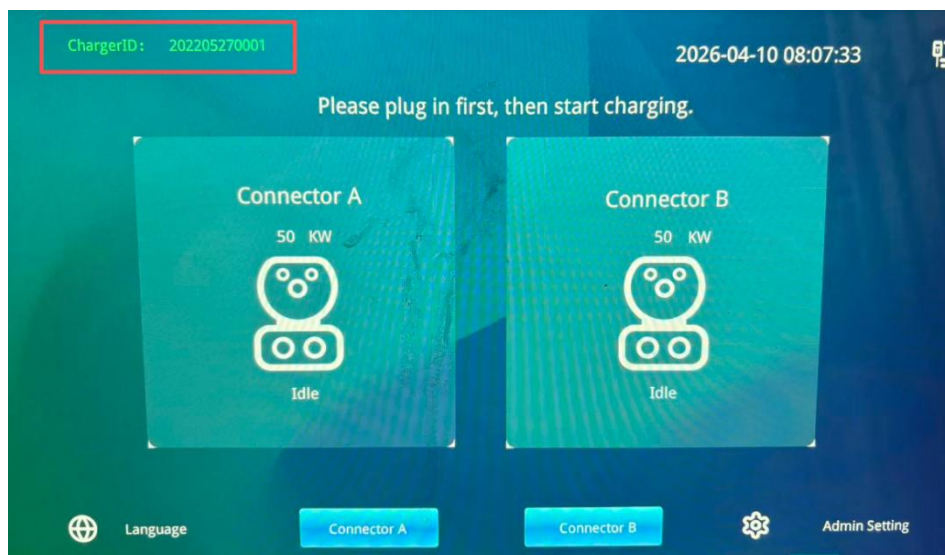 ChargerID： 202205270001
2026-04-10 08:07:33
Please plug in first, then start charging.
Connector A
50 KW
Idle
Connector B
50 KW
Idle
Language
Connector A
Connector B
Admin Setting